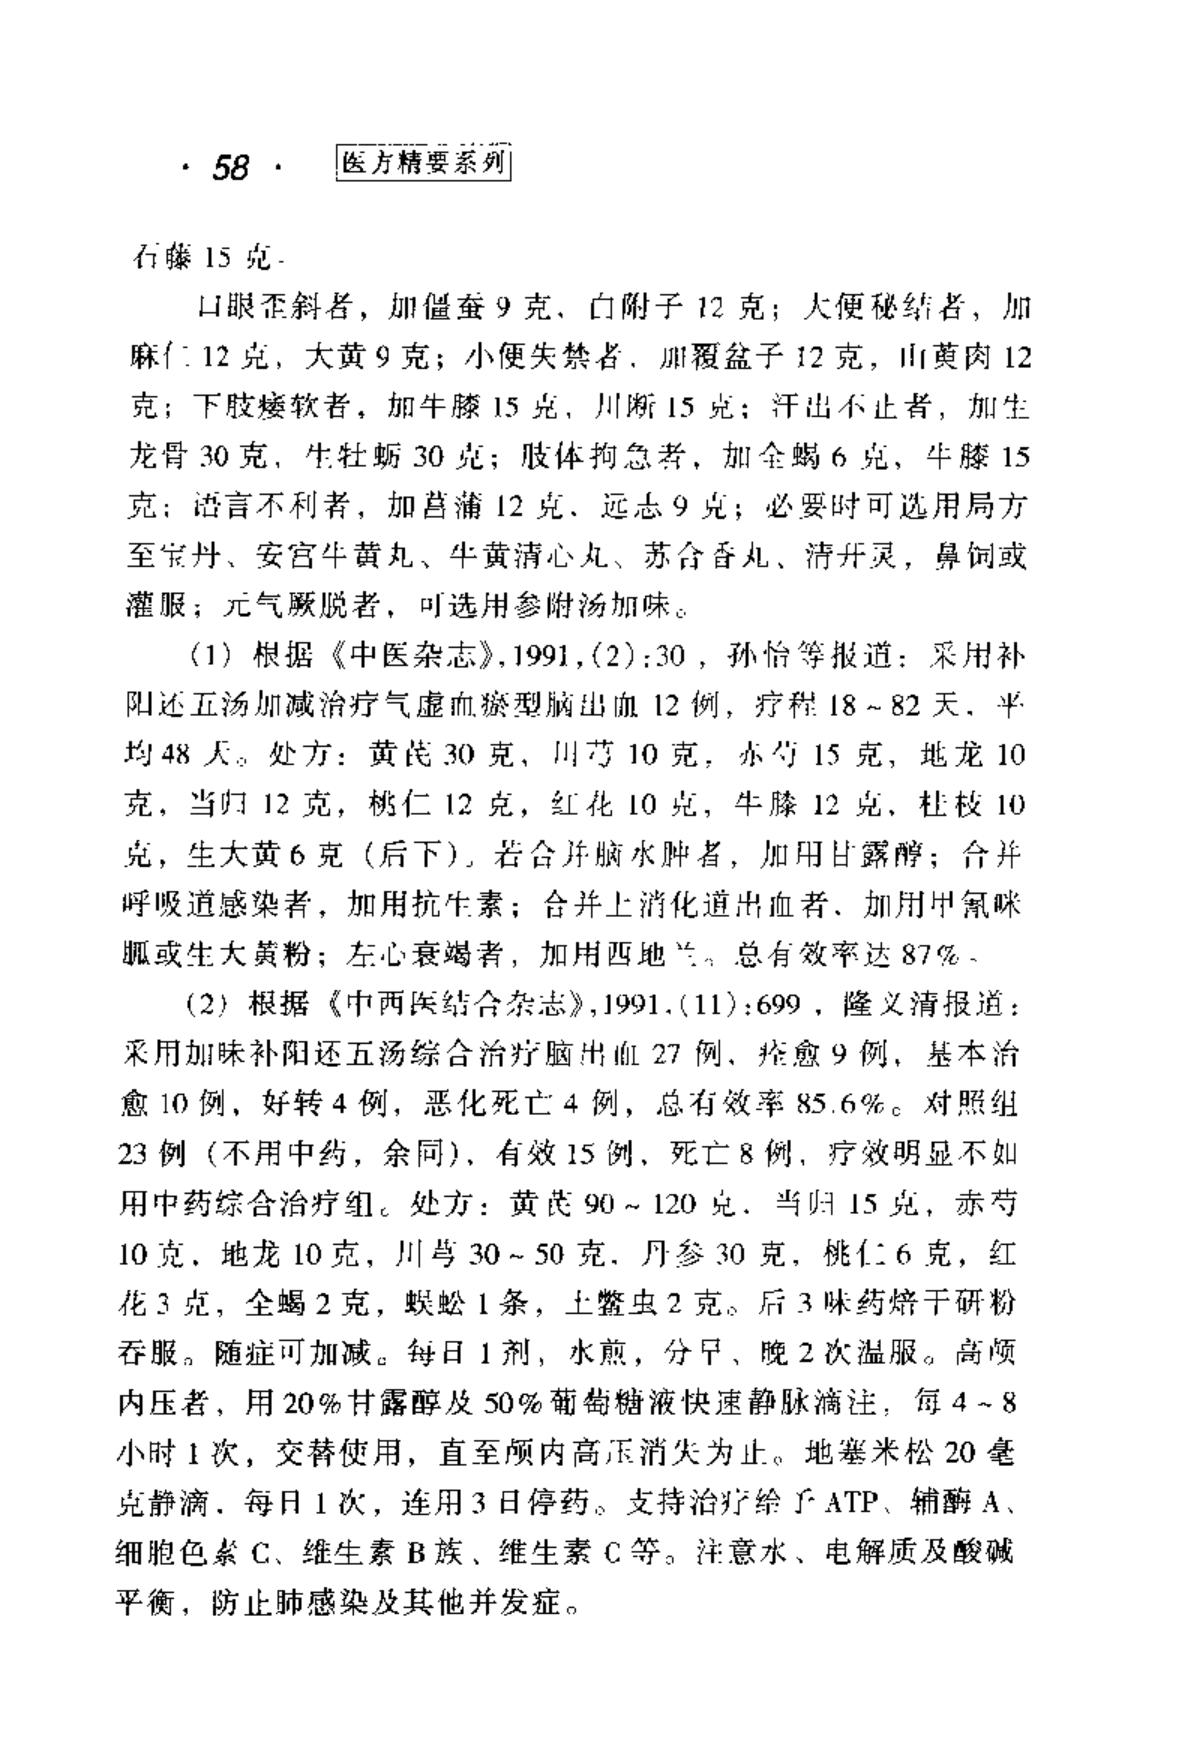 · 58 · 医方精要系列
石藤 15 克。
口眼歪斜者，加僵蚕 9 克、白附子 12 克；大便秘结者，加
麻仁 12 克，大黄 9 克；小便失禁者，加覆盆子 12 克，山萸肉 12
克；下肢痿软者，加牛膝 15 克，川断 15 克；汗出不止者，加生
龙骨 30 克，生牡蛎 30 克；肢体拘急者，加全蝎 6 克，牛膝 15
克；语言不利者，加菖蒲 12 克、远志 9 克；必要时可选用局方
至宝丹、安宫牛黄丸、牛黄清心丸、苏合香丸、清开灵，鼻饲或
灌服；元气厥脱者，可选用参附汤加味。
（1）根据《中医杂志》，1991，（2）：30，孙怡等报道：采用补
阳还五汤加减治疗气虚血瘀型脑出血 12 例，疗程 18～82 天，平
均 48 天。处方：黄芪 30 克，川芎 10 克，赤芍 15 克，地龙 10
克，当归 12 克，桃仁 12 克，红花 10 克，牛膝 12 克，桂枝 10
克，生大黄 6 克（后下）。若合并脑水肿者，加用甘露醇；合并
呼吸道感染者，加用抗生素；合并上消化道出血者，加用甲氰咪
胍或生大黄粉；左心衰竭者，加用西地兰。总有效率达 87％。
（2）根据《中西医结合杂志》，1991，（11）：699，隆义清报道：
采用加味补阳还五汤综合治疗脑出血 27 例，痊愈 9 例，基本治
愈 10 例，好转 4 例，恶化死亡 4 例，总有效率 85.6％。对照组
23 例（不用中药，余同），有效 15 例，死亡 8 例，疗效明显不如
用中药综合治疗组。处方：黄芪 90～120 克，当归 15 克，赤芍
10 克，地龙 10 克，川芎 30～50 克，丹参 30 克，桃仁 6 克，红
花 3 克，全蝎 2 克，蜈蚣 1 条，土鳖虫 2 克。后 3 味药焙干研粉
吞服。随症可加减。每日 1 剂，水煎，分早、晚 2 次温服。高颅
内压者，用 20％甘露醇及 50％葡萄糖液快速静脉滴注，每 4～8
小时 1 次，交替使用，直至颅内高压消失为止。地塞米松 20 毫
克静滴，每日 1 次，连用 3 日停药。支持治疗给予 ATP、辅酶 A、
细胞色素 C、维生素 B 族、维生素 C 等。注意水、电解质及酸碱
平衡，防止肺感染及其他并发症。